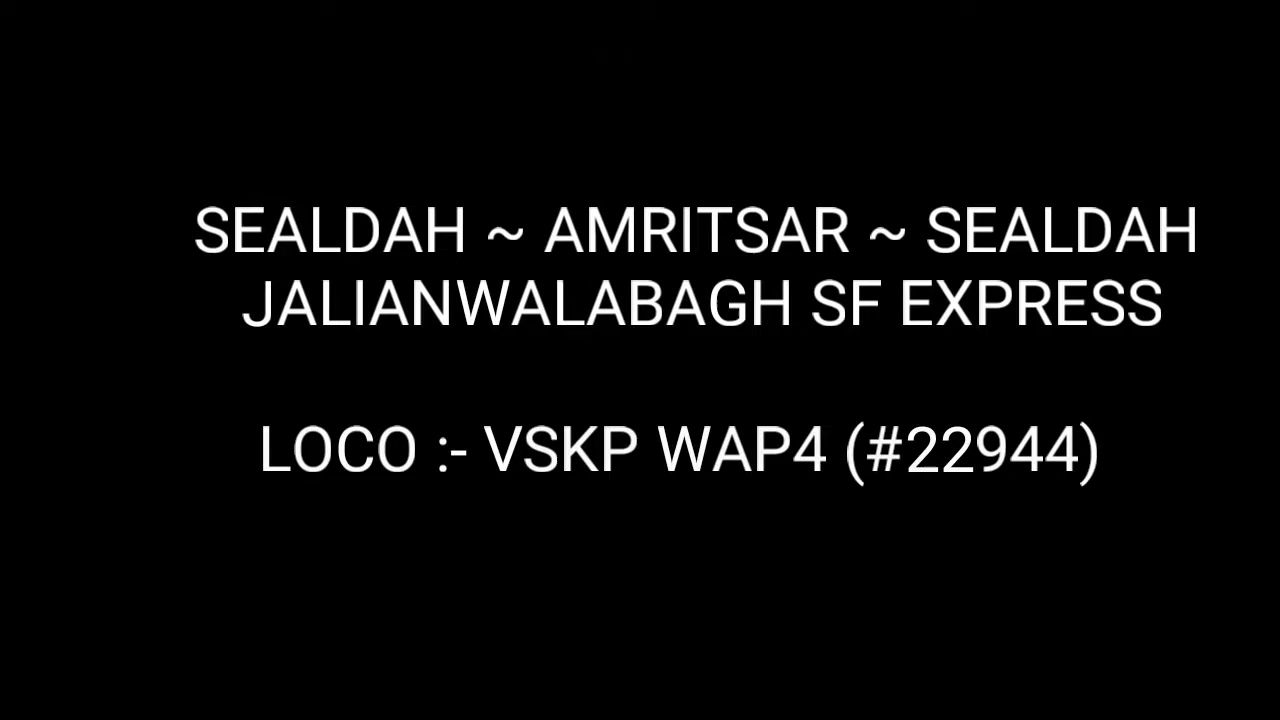 SEALDAH ~ AMRITSAR ~ SEALDAH
JALIANWALABAGH SF EXPRESS
LOCO :- VSKP WAP4 (#22944)